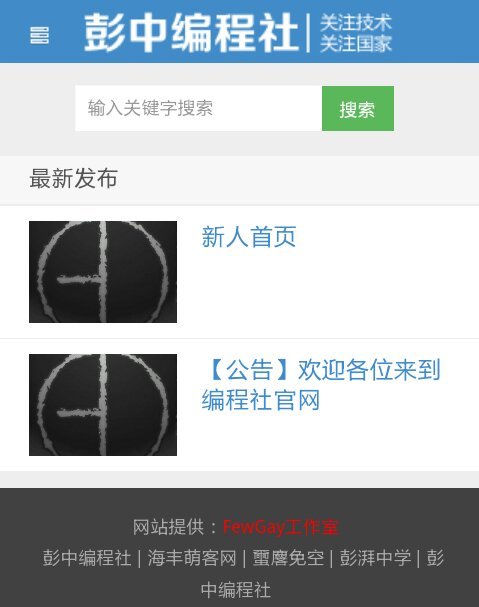 彭中编程社
关注技术
关注国家
输入关键字搜索
搜索
最新发布
新人首页
【公告】欢迎各位来到
编程社官网
网站提供：FewGay工作室
彭中编程社 | 海丰萌客网 | 蠒麐免空 | 彭湃中学 | 彭
中编程社